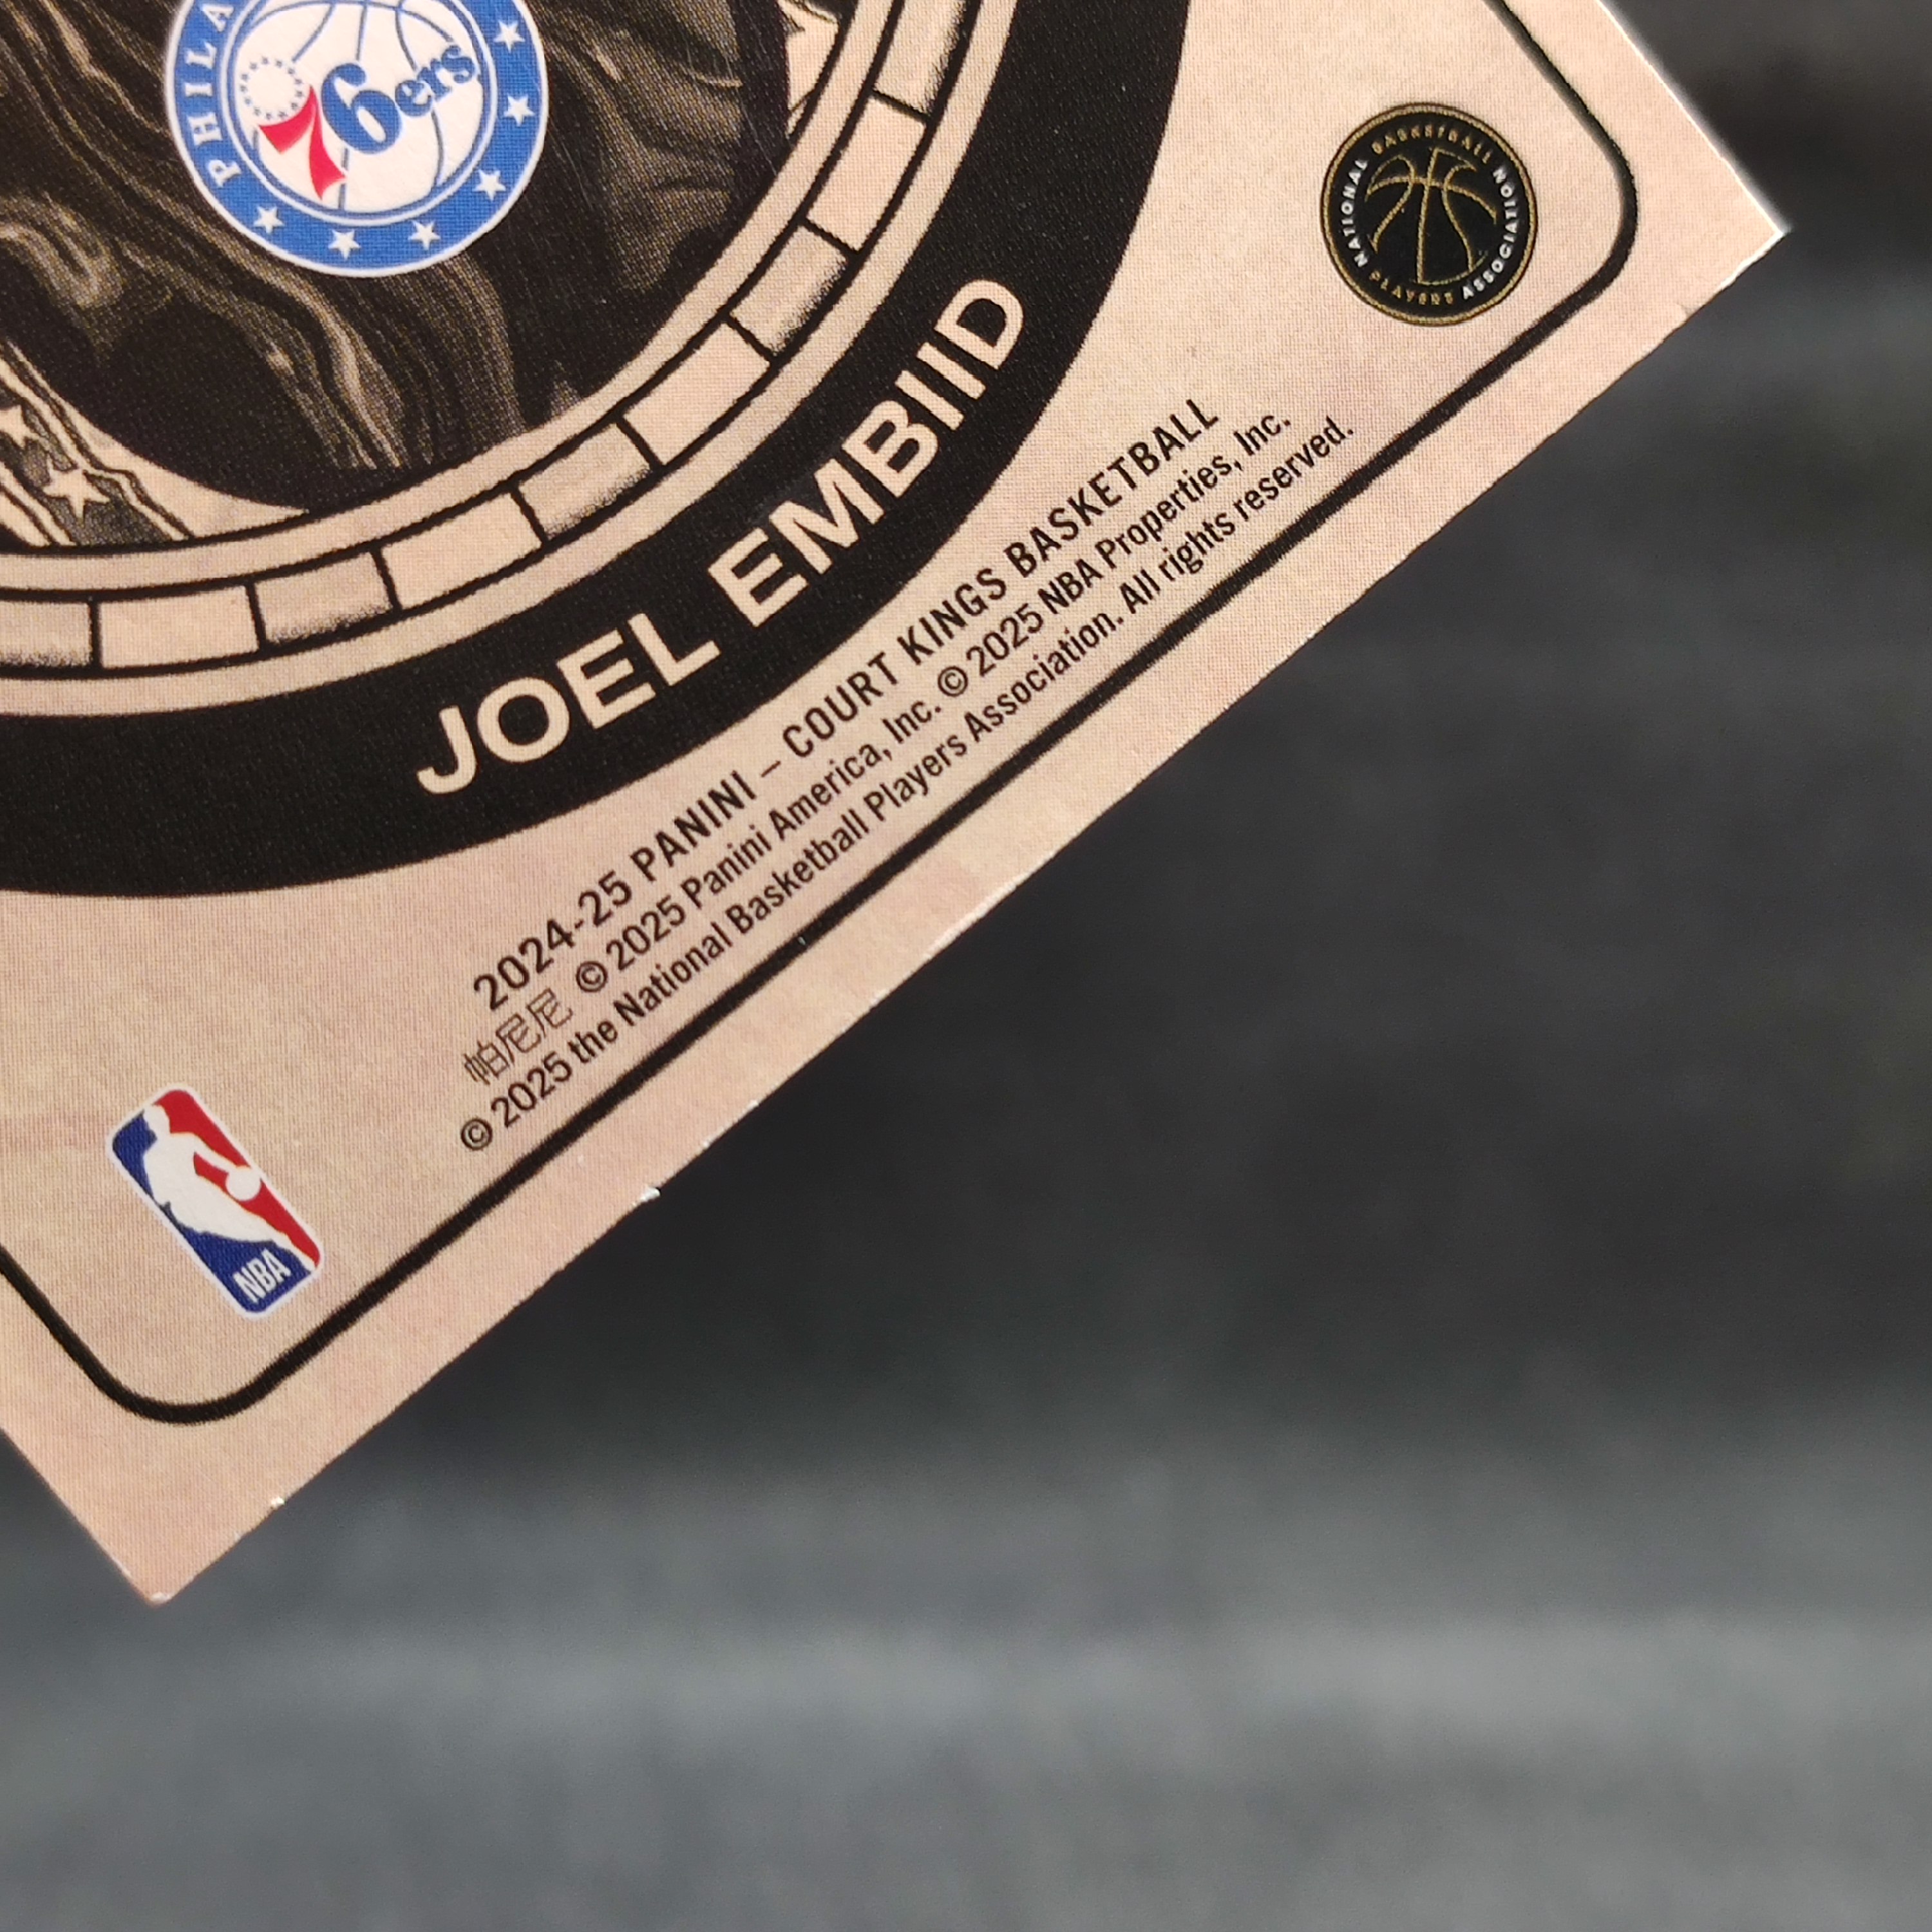 PHILA
76ers
NATIONAL BASKETBALL PLAYERS ASSOCIATION
JOEL EMBIID
2024-25 PANINI – COURT KINGS BASKETBALL
帕尼尼 © 2025 Panini America, Inc. © 2025 NBA Properties, Inc.
© 2025 the National Basketball Players Association. All rights reserved.
NBA